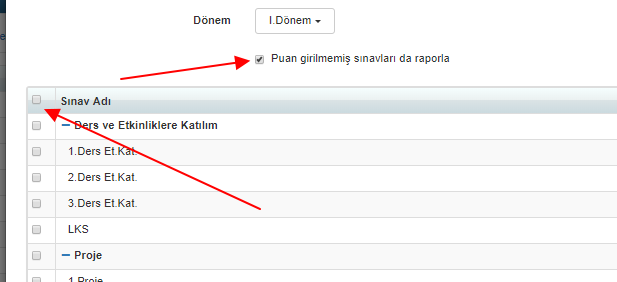 Dönem
I.Dönem
Puan girilmemiş sınavları da raporla
Sınav Adı
Ders ve Etkinliklere Katılım
1.Ders Et.Kat.
2.Ders Et.Kat.
3.Ders Et.Kat.
LKS
Proje
1.Proje